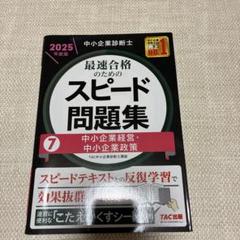 2025
年度版
中小企業診断士
最速合格
のための
スピード
問題集
7
中小企業経営・
中小企業政策
TAC中小企業診断士講座
スピードテキストとの反復学習で
効果抜群
「こたえかくすシート」
TAC出版